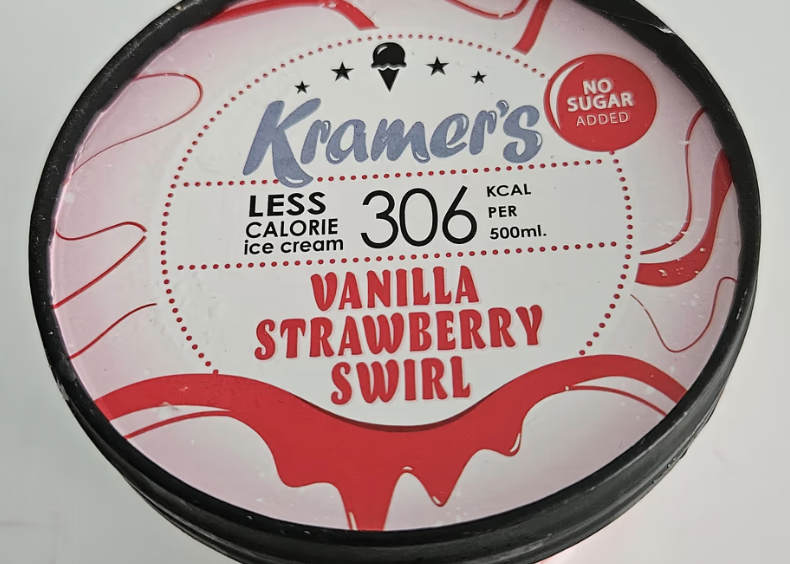 Kramer's
NO
SUGAR
ADDED
LESS
CALORIE
ice cream
306
KCAL
PER
500ml.
VANILLA
STRAWBERRY
SWIRL